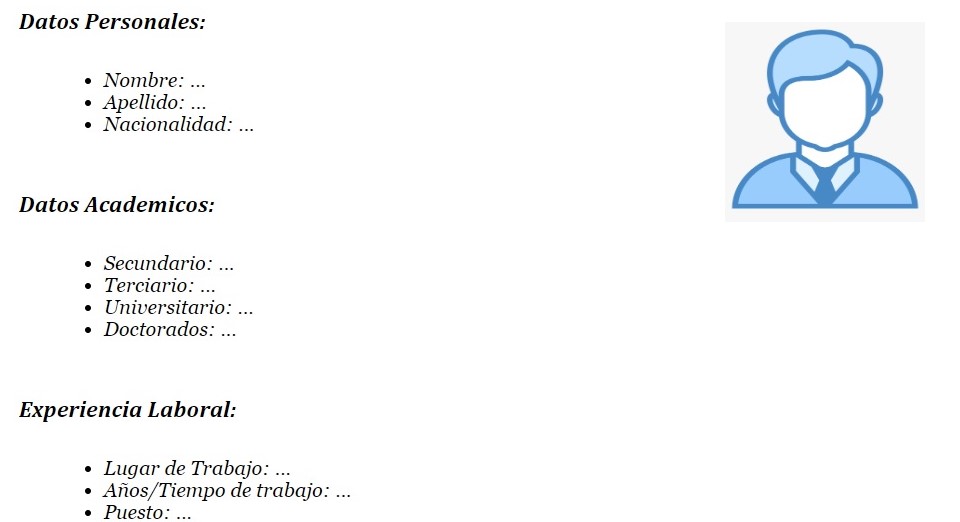 Datos Personales:
Nombre: ...
Apellido: ...
Nacionalidad: ...
Datos Academicos:
Secundario: ...
Terciario: ...
Universitario: ...
Doctorados: ...
Experiencia Laboral:
Lugar de Trabajo: ...
Años/Tiempo de trabajo: ...
Puesto: ...